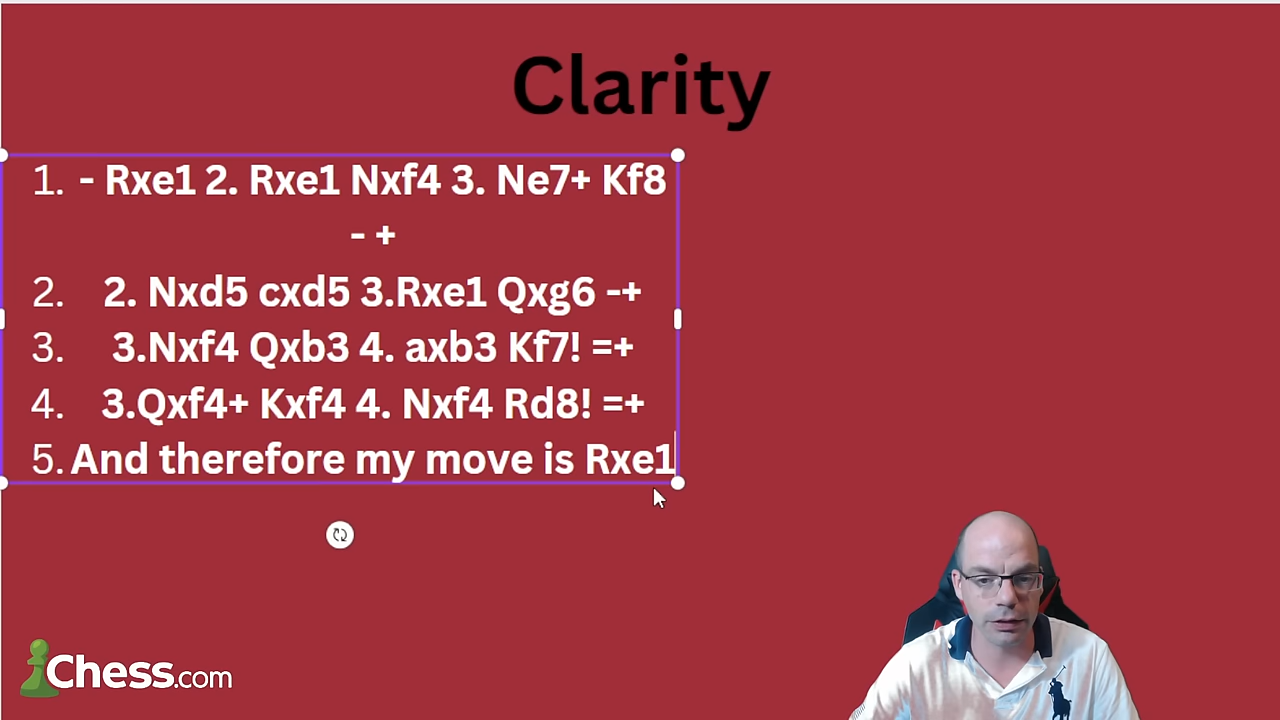 Clarity
1. - Rxe1 2. Rxe1 Nxf4 3. Ne7+ Kf8
- +
2. 2. Nxd5 cxd5 3.Rxe1 Qxg6 -+
3. 3.Nxf4 Qxb3 4. axb3 Kf7! =+
4. 3.Qxf4+ Kxf4 4. Nxf4 Rd8! =+
5. And therefore my move is Rxe1
Chess.com